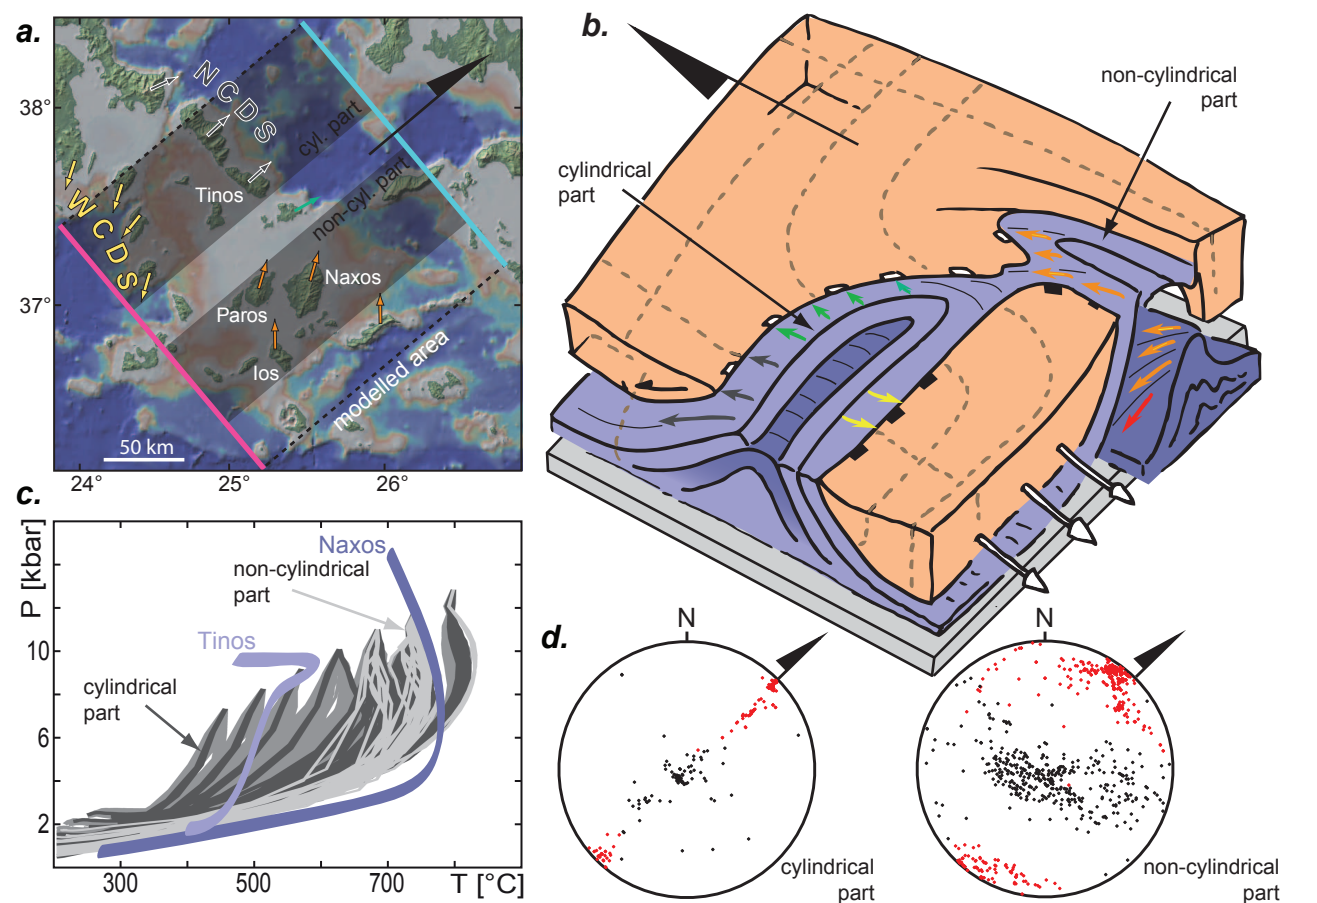 a.
38°
37°
24°
25°
26°
NCDS
WCDS
cyl. part
non-cyl. part
Tinos
Naxos
Paros
Ios
modelled area
50 km
b.
non-cylindrical
part
cylindrical
part
c.
P [kbar]
10
6
2
Naxos
non-cylindrical
part
Tinos
cylindrical
part
300
500
700
T [°C]
d.
N
cylindrical
part
N
non-cylindrical
part